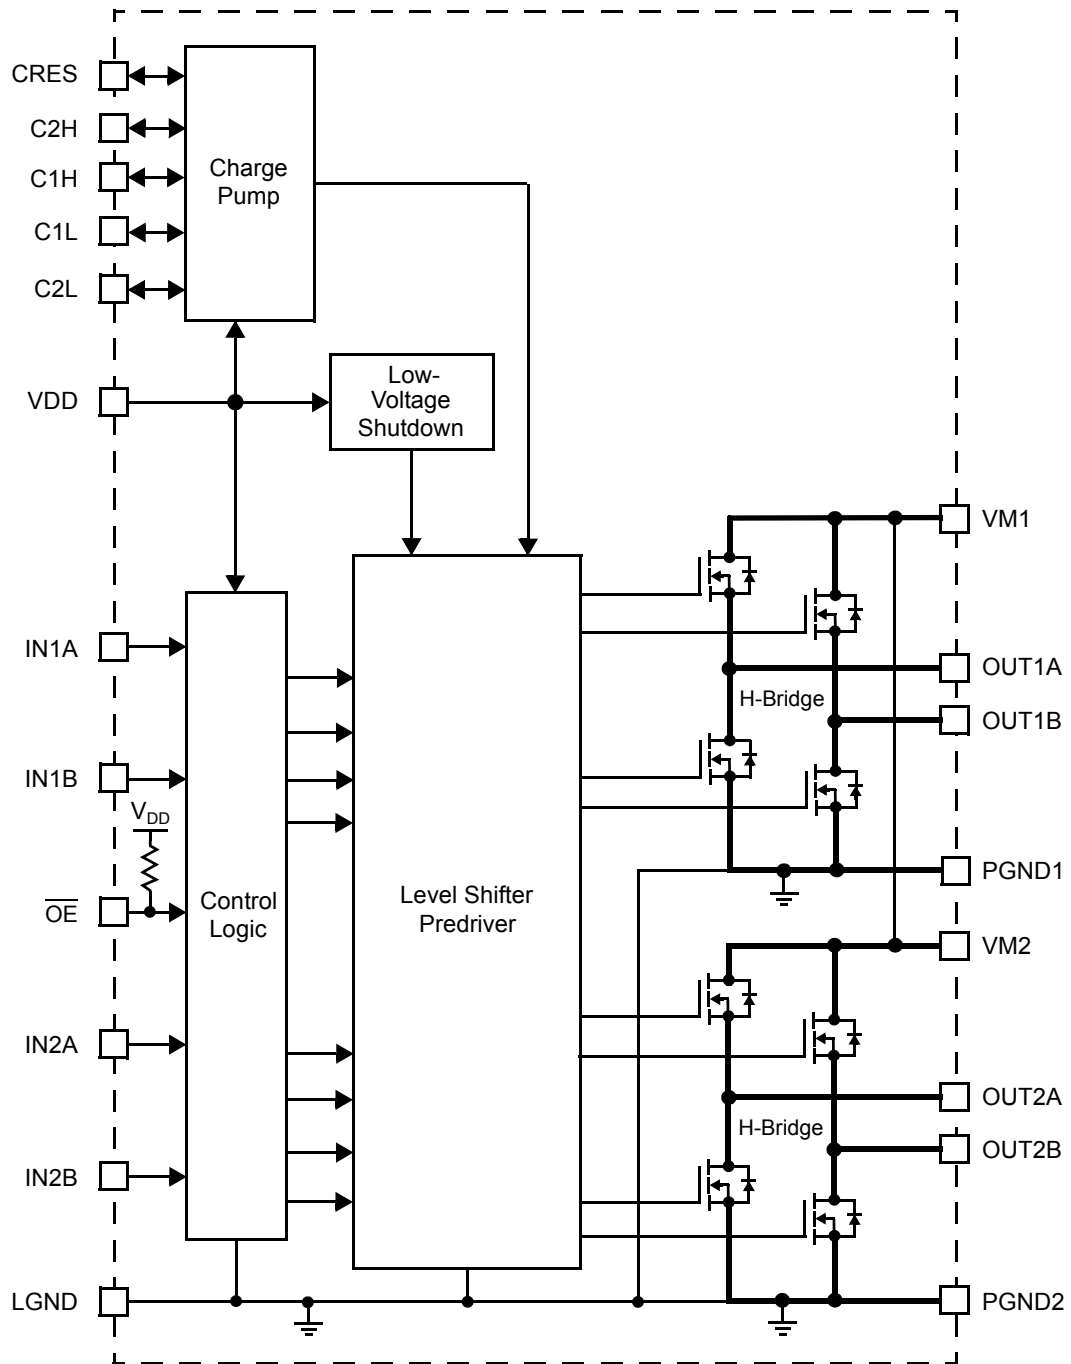 CRES
C2H
C1H
C1L
C2L
Charge
Pump
VDD
Low-
Voltage
Shutdown
VM1
IN1A
OUT1A
H-Bridge
OUT1B
IN1B
VDD
PGND1
OE
Control
Logic
Level Shifter
Predriver
VM2
IN2A
OUT2A
H-Bridge
OUT2B
IN2B
LGND
PGND2